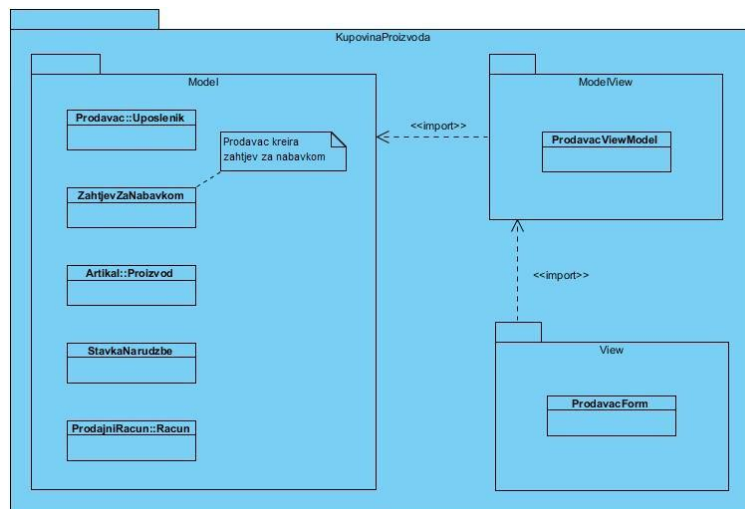 KupovinaProizvoda
Model
Prodavac::Uposlenik
Prodavac kreira
zahtjev za nabavkom
ZahtjevZaNabavkom
Artikal::Proizvod
StavkaNarudzbe
ProdajniRacun::Racun
<<import>>
ModelView
ProdavacViewModel
<<import>>
View
ProdavacForm